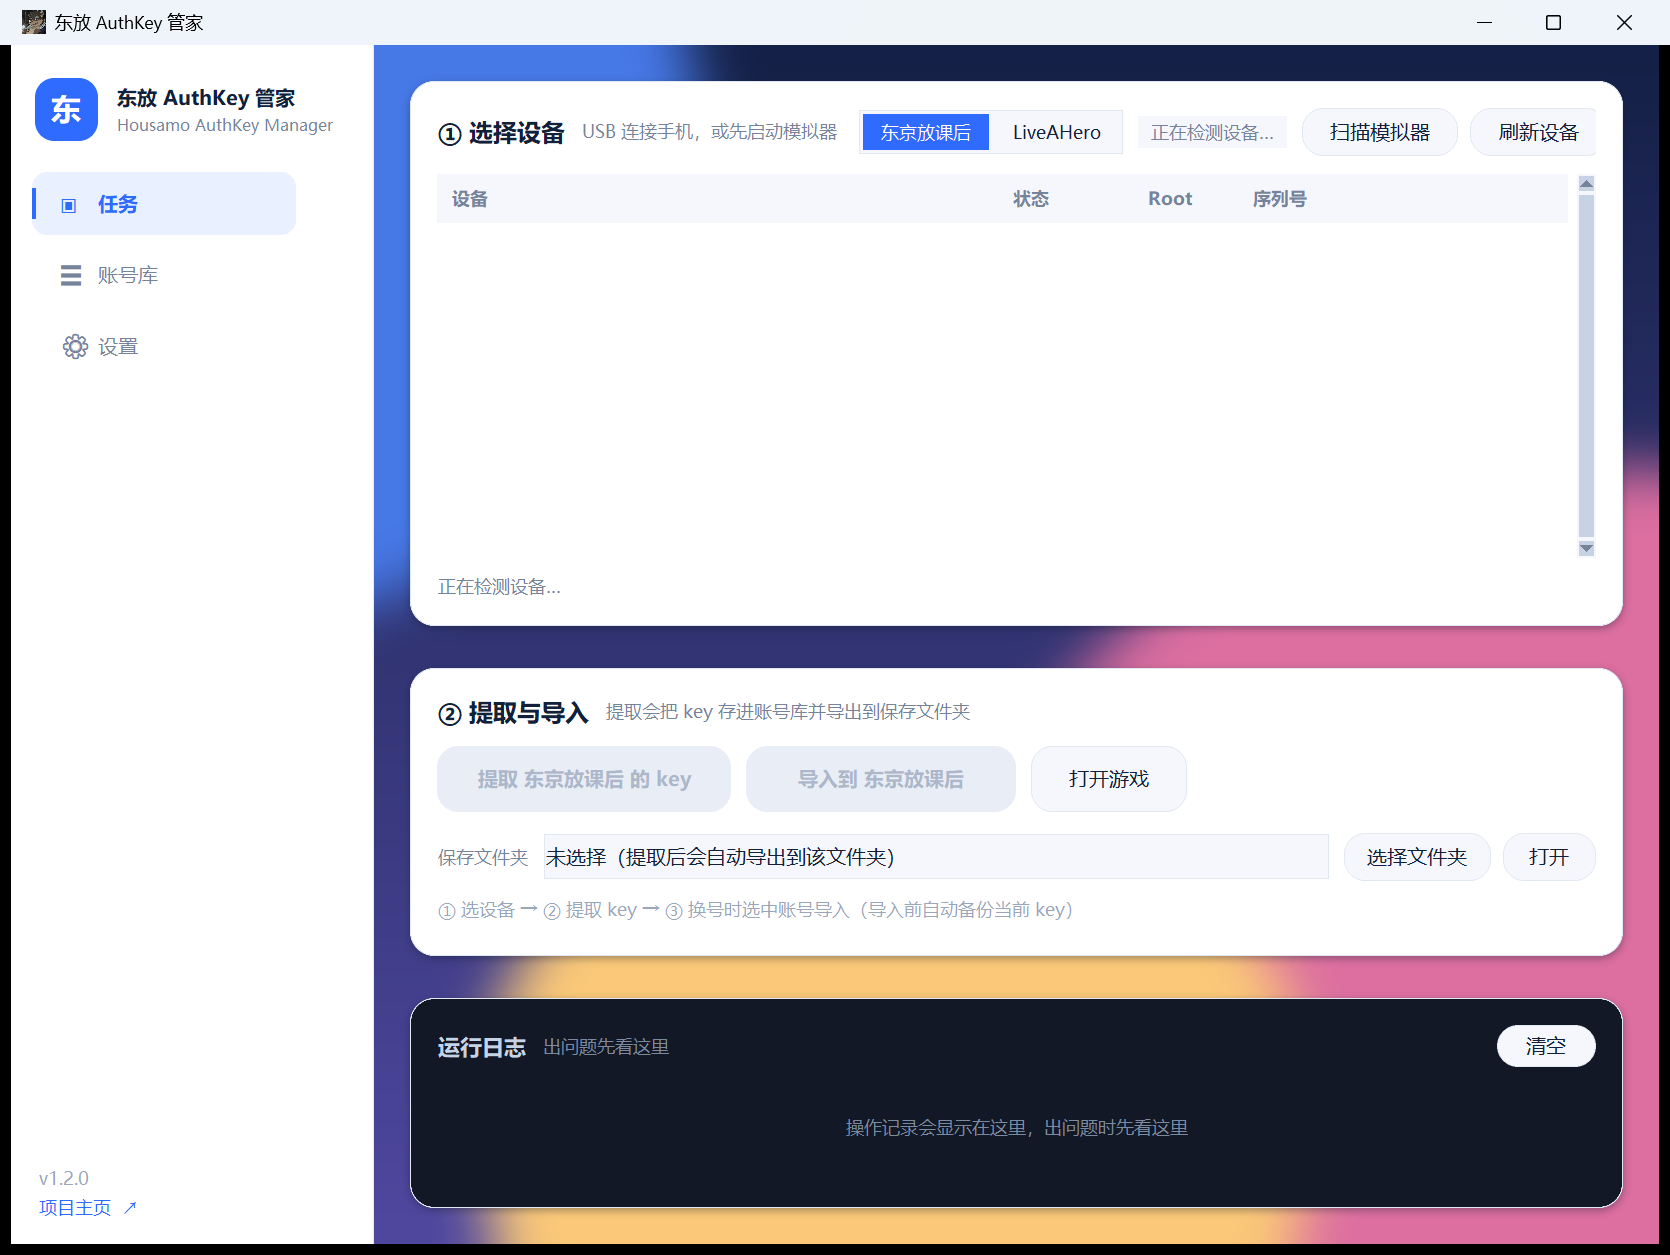 东放 AuthKey 管家
东
东放 AuthKey 管家
Housamo AuthKey Manager
任务
账号库
设置
v1.2.0
项目主页 ↗
① 选择设备 USB 连接手机，或先启动模拟器 东京放课后 LiveAHero 正在检测设备... 扫描模拟器 刷新设备
设备 状态 Root 序列号
正在检测设备...
② 提取与导入 提取会把 key 存进账号库并导出到保存文件夹
提取 东京放课后 的 key 导入到 东京放课后 打开游戏
保存文件夹 未选择（提取后会自动导出到该文件夹） 选择文件夹 打开
① 选设备 → ② 提取 key → ③ 换号时选中账号导入（导入前自动备份当前 key）
运行日志 出问题先看这里 清空
操作记录会显示在这里，出问题时先看这里